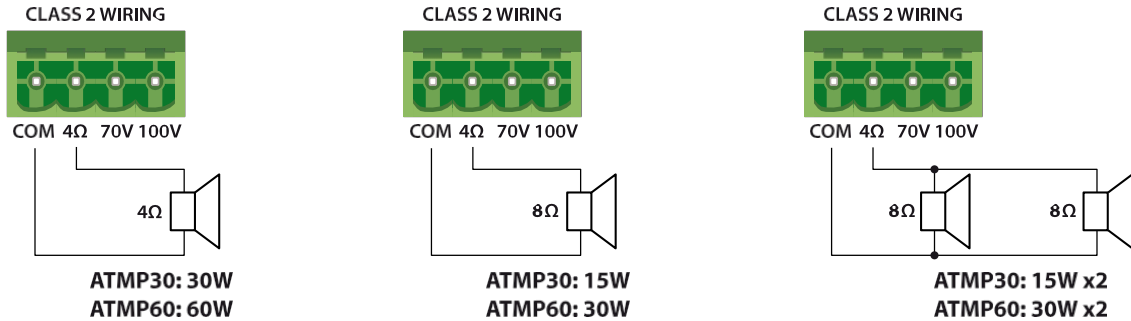 CLASS 2 WIRING
COM 4Ω 70V 100V
4Ω
ATMP30: 30W
ATMP60: 60W
CLASS 2 WIRING
COM 4Ω 70V 100V
8Ω
ATMP30: 15W
ATMP60: 30W
CLASS 2 WIRING
COM 4Ω 70V 100V
8Ω 8Ω
ATMP30: 15W x2
ATMP60: 30W x2